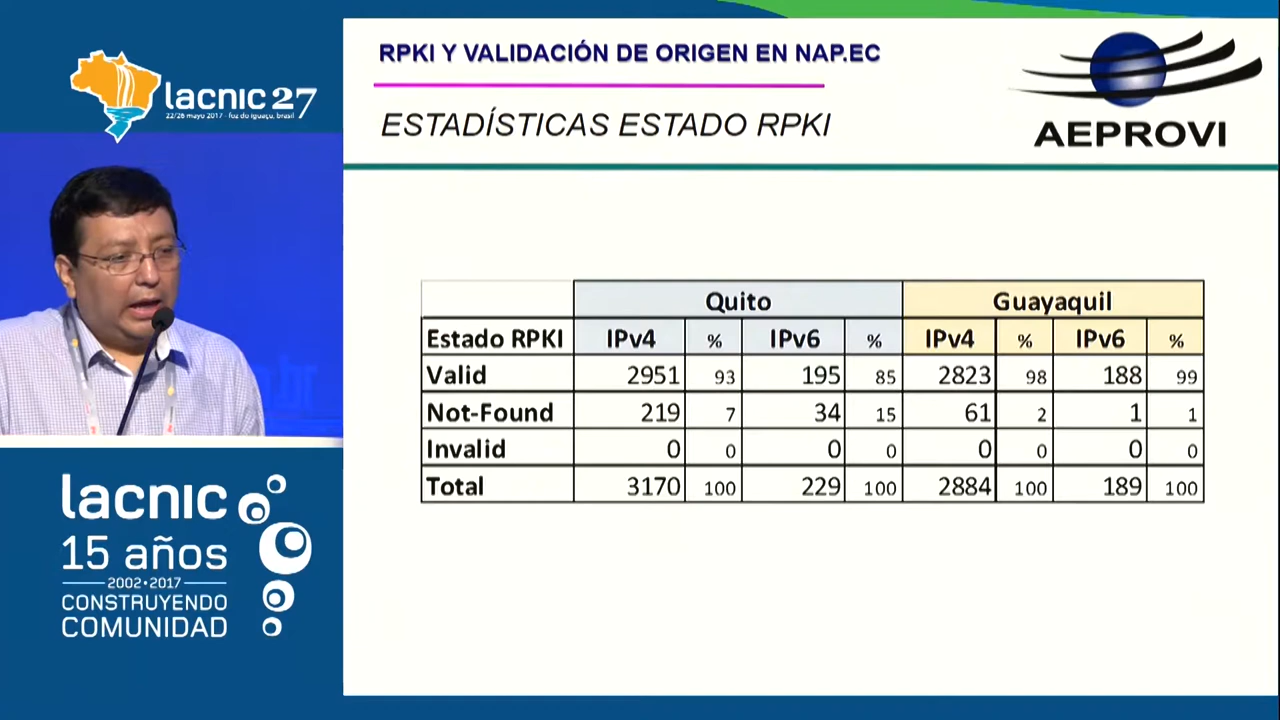 lacnic 27
22/26 mayo 2017 - foz do iguaçu, brasil
RPKI Y VALIDACIÓN DE ORIGEN EN NAP.EC
ESTADÍSTICAS ESTADO RPKI
AEPROVI
Quito Guayaquil
Estado RPKI IPv4 % IPv6 % IPv4 % IPv6 %
Valid 2951 93 195 85 2823 98 188 99
Not-Found 219 7 34 15 61 2 1 1
Invalid 0 0 0 0 0 0 0 0
Total 3170 100 229 100 2884 100 189 100
lacnic
15 años
2002•2017
CONSTRUYENDO
COMUNIDAD